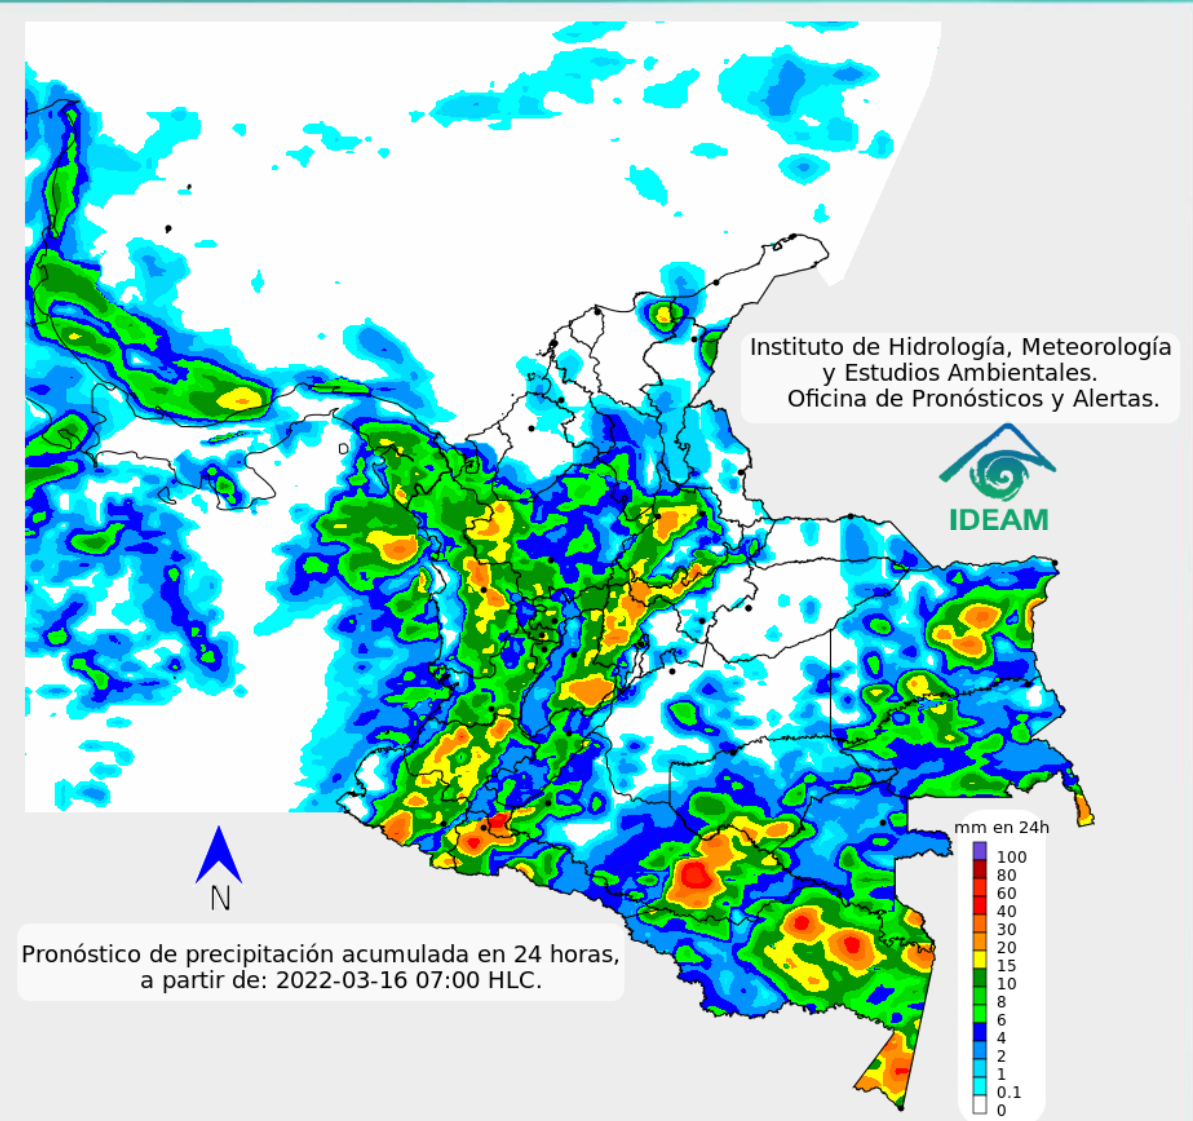 Instituto de Hidrología, Meteorología
y Estudios Ambientales.
Oficina de Pronósticos y Alertas.
IDEAM
mm en 24h
100
80
60
40
30
20
15
10
8
6
4
2
1
0.1
0
N
Pronóstico de precipitación acumulada en 24 horas,
a partir de: 2022-03-16 07:00 HLC.